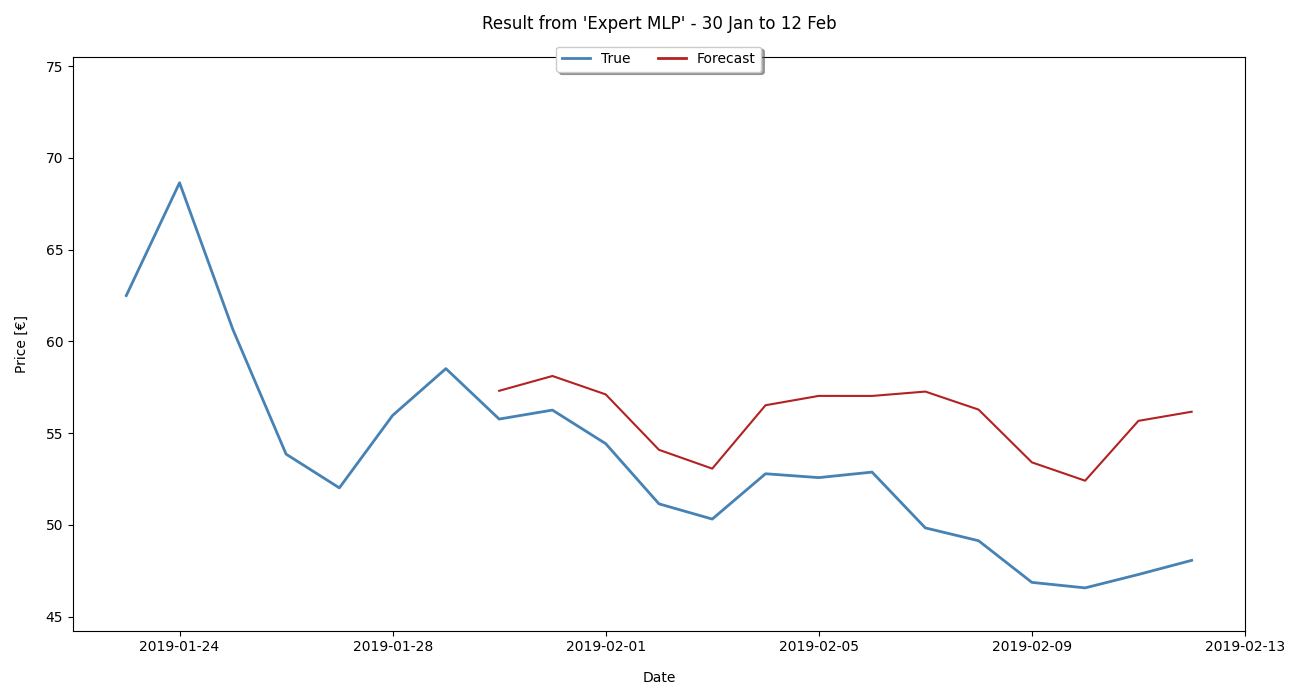 Result from 'Expert MLP' - 30 Jan to 12 Feb
True Forecast
75
70
65
60
55
50
45
Price [€]
2019-01-24 2019-01-28 2019-02-01 2019-02-05 2019-02-09 2019-02-13
Date